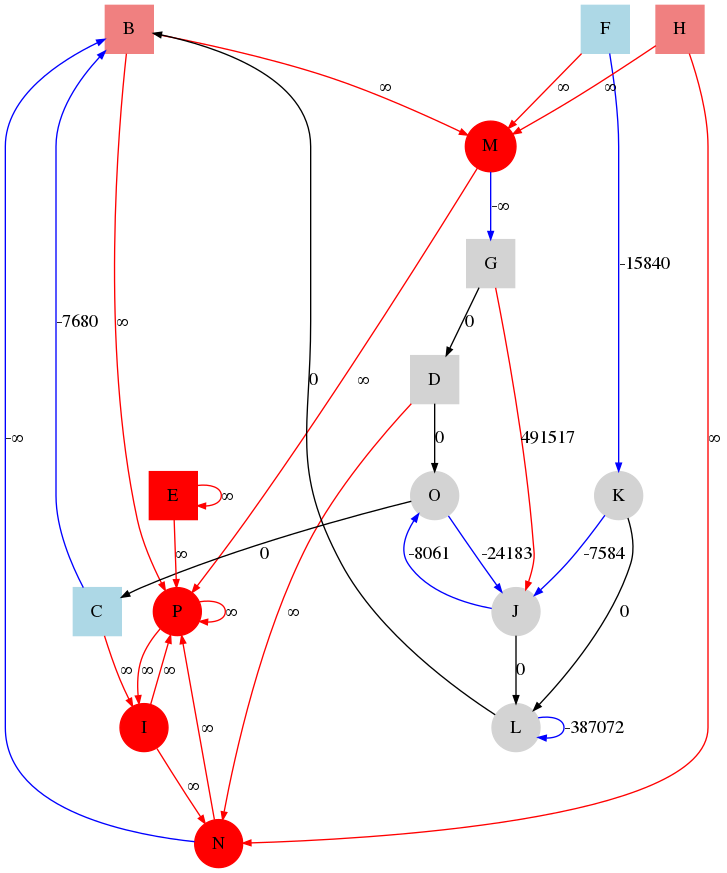 B
F
H
∞
∞
∞
M
-∞
G
-15840
-7680
∞
0
0
∞
D
-∞
0
491517
∞
E
∞
O
K
∞
0
-8061
-24183
-7584
C
P
∞
∞
J
0
∞
∞
∞
0
I
∞
L
-387072
∞
N